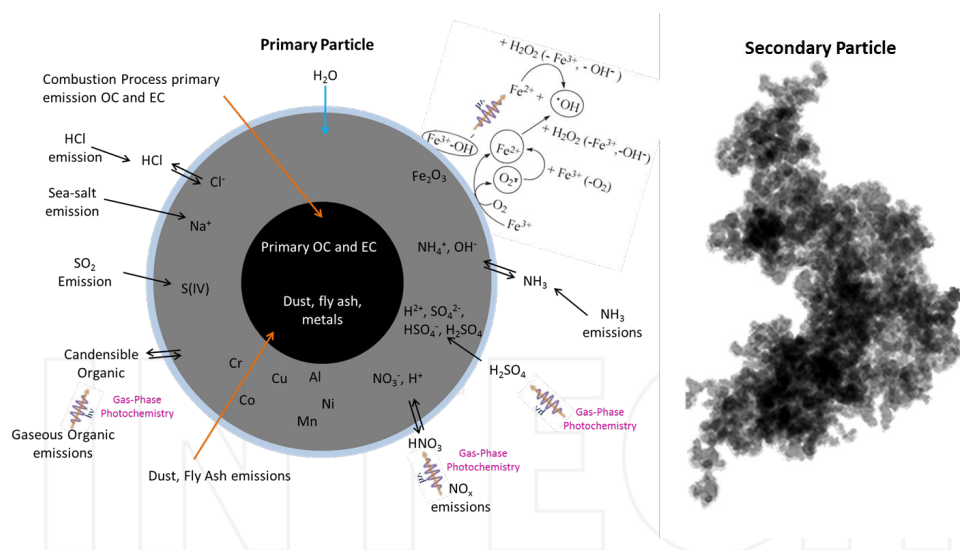 Primary Particle
Secondary Particle
H₂O
Combustion Process primary
emission OC and EC
HCl
emission
HCl
Cl⁻
Sea-salt
emission
Na⁺
SO₂
Emission
S(IV)
Candensible
Organic
Gas-Phase
Photochemistry
hν
Gaseous Organic
emissions
Dust, Fly Ash emissions
Primary OC and EC
Dust, fly ash,
metals
Fe₂O₃
NH₄⁺, OH⁻
NH₃
NH₃
emissions
H²⁺, SO₄²⁻,
HSO₄⁻, H₂SO₄
H₂SO₄
Gas-Phase
Photochemistry
NO₃⁻, H⁺
HNO₃
Gas-Phase
Photochemistry
NOₓ
emissions
Cr
Cu
Al
Co
Ni
Mn
+ H₂O₂ (- Fe³⁺, - OH⁻)
Fe²⁺ +
•OH
Fe³⁺-OH
+ H₂O₂ (-Fe³⁺,-OH⁻)
Fe²⁺
+ Fe³⁺ (-O₂)
O₂
Fe³⁺
INTECH